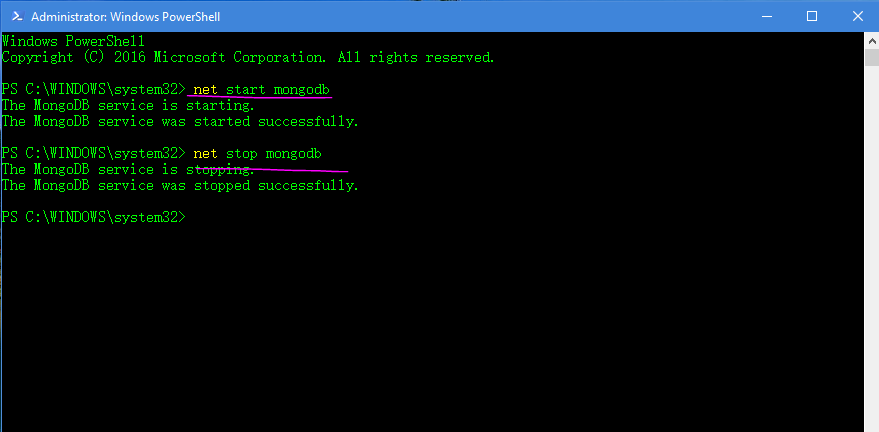 Administrator: Windows PowerShell
Windows PowerShell
Copyright (C) 2016 Microsoft Corporation. All rights reserved.
PS C:\WINDOWS\system32> net start mongodb
The MongoDB service is starting.
The MongoDB service was started successfully.
PS C:\WINDOWS\system32> net stop mongodb
The MongoDB service is stopping.
The MongoDB service was stopped successfully.
PS C:\WINDOWS\system32>